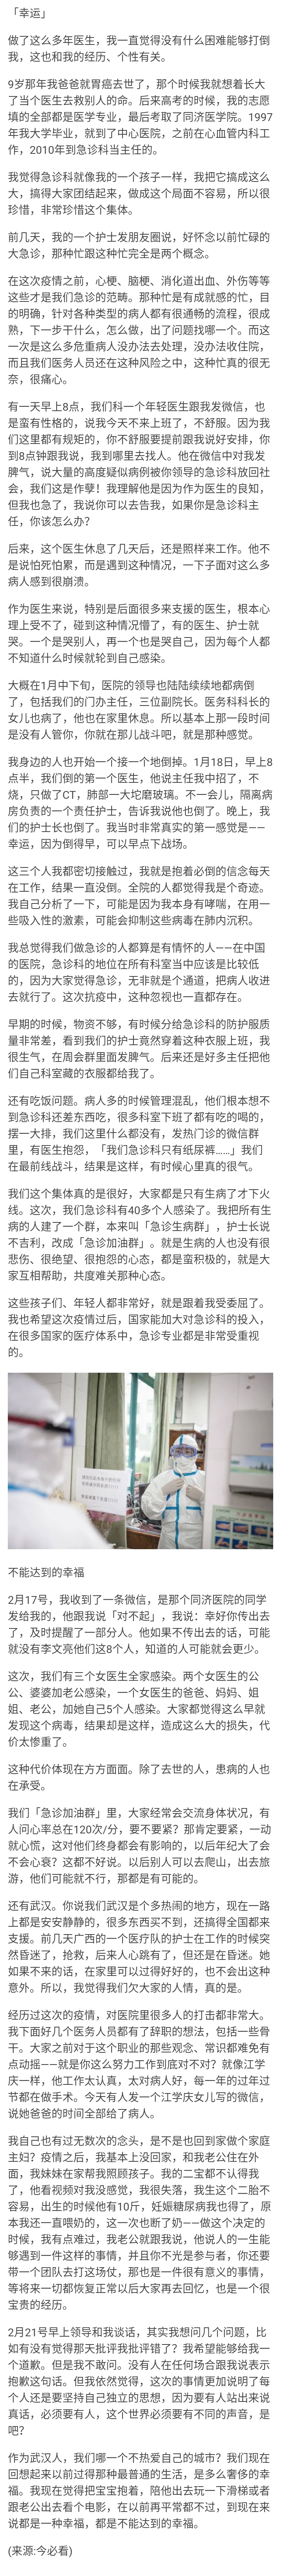 「幸运」
做了这么多年医生，我一直觉得没有什么困难能够打倒
我，这也和我的经历、个性有关。
9岁那年我爸爸就胃癌去世了，那个时候我就想着长大
了当个医生去救别人的命。后来高考的时候，我的志愿
填的全部都是医学专业，最后考取了同济医学院。1997
年我大学毕业，就到了中心医院，之前在心血管内科工
作，2010年到急诊科当主任的。
我觉得急诊科就像我的一个孩子一样，我把它搞成这么
大，搞得大家团结起来，做成这个局面不容易，所以很
珍惜，非常珍惜这个集体。
前几天，我的一个护士发朋友圈说，好怀念以前忙碌的
大急诊，那种忙跟这种忙完全是两个概念。
在这次疫情之前，心梗、脑梗、消化道出血、外伤等等
这些才是我们急诊的范畴。那种忙是有成就感的忙，目
的明确，针对各种类型的病人都有很通畅的流程，很成
熟，下一步干什么，怎么做，出了问题找哪一个。而这
一次是这么多危重病人没办法去处理，没办法收住院，
而且我们医务人员还在这种风险之中，这种忙真的很无
奈，很痛心。
有一天早上8点，我们科一个年轻医生跟我发微信，也
是蛮有性格的，说我今天不来上班了，不舒服。因为我
们这里都有规矩的，你不舒服要提前跟我说好安排，你
到8点钟跟我说，我到哪里去找人。他在微信中对我发
脾气，说大量的高度疑似病例被你领导的急诊科放回社
会，我们这是作孽！我理解他是因为作为医生的良知，
但我也急了，我说你可以去告我，如果你是急诊科主
任，你该怎么办？
后来，这个医生休息了几天后，还是照样来工作。他不
是说怕死怕累，而是遇到这种情况，一下子面对这么多
病人感到很崩溃。
作为医生来说，特别是后面很多来支援的医生，根本心
理上受不了，碰到这种情况懵了，有的医生、护士就
哭。一个是哭别人，再一个也是哭自己，因为每个人都
不知道什么时候就轮到自己感染。
大概在1月中下旬，医院的领导也陆陆续续地都病倒
了，包括我们的门办主任，三位副院长。医务科科长的
女儿也病了，他也在家里休息。所以基本上那一段时间
是没有人管你，你就在那儿战斗吧，就是那种感觉。
我身边的人也开始一个接一个地倒掉。1月18日，早上8
点半，我们倒的第一个医生，他说主任我中招了，不
烧，只做了CT，肺部一大坨磨玻璃。不一会儿，隔离病
房负责的一个责任护士，告诉我说他也倒了。晚上，我
们的护士长也倒了。我当时非常真实的第一感觉是——
幸运，因为倒得早，可以早点下战场。
这三个人我都密切接触过，我就是抱着必倒的信念每天
在工作，结果一直没倒。全院的人都觉得我是个奇迹。
我自己分析了一下，可能是因为我本身有哮喘，在用一
些吸入性的激素，可能会抑制这些病毒在肺内沉积。
我总觉得我们做急诊的人都算是有情怀的人——在中国
的医院，急诊科的地位在所有科室当中应该是比较低
的，因为大家觉得急诊，无非就是个通道，把病人收进
去就行了。这次抗疫中，这种忽视也一直都存在。
早期的时候，物资不够，有时候分给急诊科的防护服质
量非常差，看到我们的护士竟然穿着这种衣服上班，我
很生气，在周会群里面发脾气。后来还是好多主任把他
们自己科室藏的衣服都给我了。
还有吃饭问题。病人多的时候管理混乱，他们根本想不
到急诊科还差东西吃，很多科室下班了都有吃的喝的，
摆一大排，我们这里什么都没有，发热门诊的微信群
里，有医生抱怨，「我们急诊科只有纸尿裤……」我们
在最前线战斗，结果是这样，有时候心里真的很气。
我们这个集体真的是很好，大家都是只有生病了才下火
线。这次，我们急诊科有40多个人感染了。我把所有生
病的人建了一个群，本来叫「急诊生病群」，护士长说
不吉利，改成「急诊加油群」。就是生病的人也没有很
悲伤、很绝望、很抱怨的心态，都是蛮积极的，就是大
家互相帮助，共度难关那种心态。
这些孩子们、年轻人都非常好，就是跟着我受委屈了。
我也希望这次疫情过后，国家能加大对急诊科的投入，
在很多国家的医疗体系中，急诊专业都是非常受重视
的。
不能达到的幸福
2月17号，我收到了一条微信，是那个同济医院的同学
发给我的，他跟我说「对不起」，我说：幸好你传出去
了，及时提醒了一部分人。他如果不传出去的话，可能
就没有李文亮他们这8个人，知道的人可能就会更少。
这次，我们有三个女医生全家感染。两个女医生的公
公、婆婆加老公感染，一个女医生的爸爸、妈妈、姐
姐、老公，加她自己5个人感染。大家都觉得这么早就
发现这个病毒，结果却是这样，造成这么大的损失，代
价太惨重了。
这种代价体现在方方面面。除了去世的人，患病的人也
在承受。
我们「急诊加油群」里，大家经常会交流身体状况，有
人问心率总在120次/分，要不要紧？那肯定要紧，一动
就心慌，这对他们终身都会有影响的，以后年纪大了会
不会心衰？这都不好说。以后别人可以去爬山，出去旅
游，他们可能就不行，那都是有可能的。
还有武汉。你说我们武汉是个多热闹的地方，现在一路
上都是安安静静的，很多东西买不到，还搞得全国都来
支援。前几天广西的一个医疗队的护士在工作的时候突
然昏迷了，抢救，后来人心跳有了，但还是在昏迷。她
如果不来的话，在家里可以过得好好的，也不会出这种
意外。所以，我觉得我们欠大家的人情，真的是。
经历过这次的疫情，对医院里很多人的打击都非常大。
我下面好几个医务人员都有了辞职的想法，包括一些骨
干。大家之前对于这个职业的那些观念、常识都难免有
点动摇——就是你这么努力工作到底对不对？就像江学
庆一样，他工作太认真，太对病人好，每一年的过年过
节都在做手术。今天有人发一个江学庆女儿写的微信，
说她爸爸的时间全部给了病人。
我自己也有过无数次的念头，是不是也回到家做个家庭
主妇？疫情之后，我基本上没回家，和我老公住在外
面，我妹妹在家帮我照顾孩子。我的二宝都不认得我
了，他看视频对我没感觉，我很失落，我生这个二胎不
容易，出生的时候他有10斤，妊娠糖尿病我也得了，原
本我还一直喂奶的，这一次也断了奶——做这个决定的
时候，我有点难过，我老公就跟我说，他说人的一生能
够遇到一件这样的事情，并且你不光是参与者，你还要
带一个团队去打这场仗，那也是一件很有意义的事情，
等将来一切都恢复正常以后大家再去回忆，也是一个很
宝贵的经历。
2月21号早上领导和我谈话，其实我想问几个问题，比
如有没有觉得那天批评我批评错了？我希望能够给我一
个道歉。但是我不敢问。没有人在任何场合跟我说表示
抱歉这句话。但我依然觉得，这次的事情更加说明了每
个人还是要坚持自己独立的思想，因为要有人站出来说
真话，必须要有人，这个世界必须要有不同的声音，是
吧？
作为武汉人，我们哪一个不热爱自己的城市？我们现在
回想起来以前过得那种最普通的生活，是多么奢侈的幸
福。我现在觉得把宝宝抱着，陪他出去玩一下滑梯或者
跟老公出去看个电影，在以前再平常都不过，到现在来
说都是一种幸福，都是不能达到的幸福。
(来源:今必看)